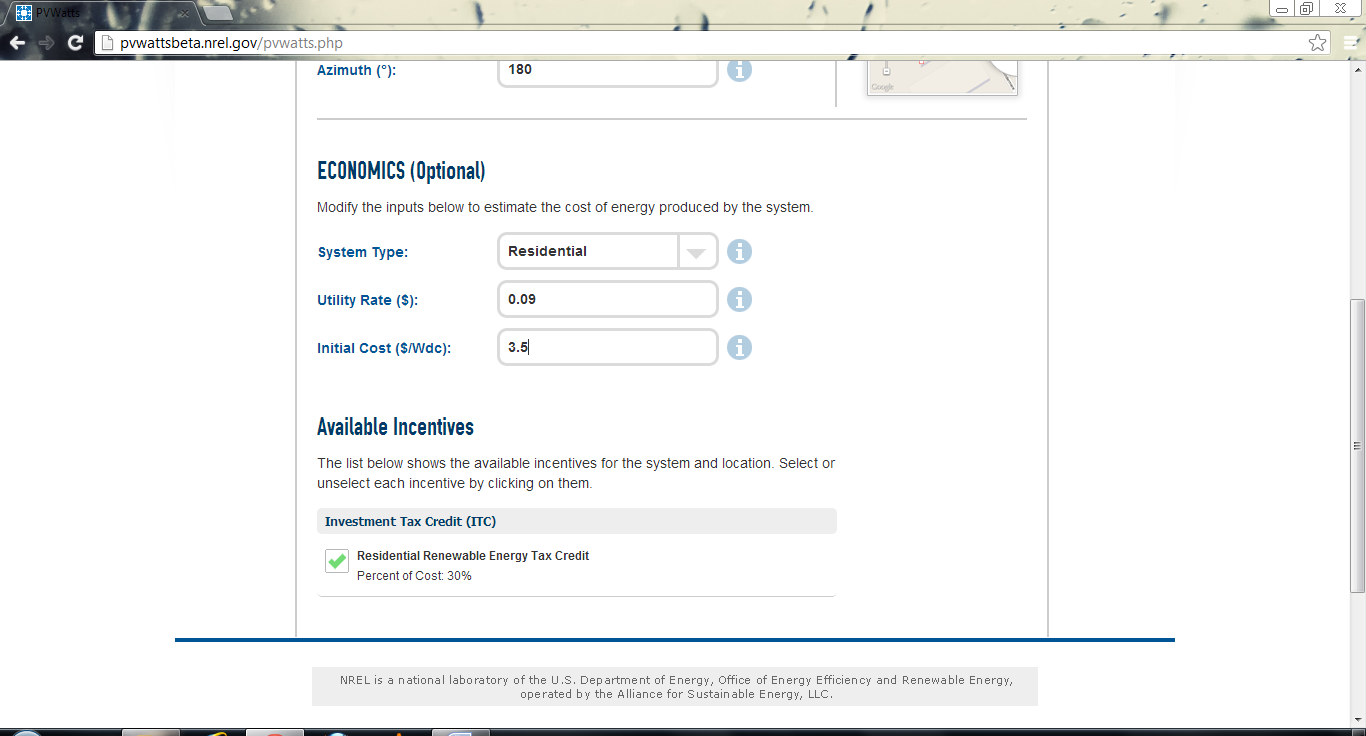 PVWatts
pvwattsbeta.nrel.gov/pvwatts.php
Azimuth (°):
180
Google
ECONOMICS (Optional)
Modify the inputs below to estimate the cost of energy produced by the system.
System Type:
Residential
Utility Rate ($):
0.09
Initial Cost ($/Wdc):
3.5
Available Incentives
The list below shows the available incentives for the system and location. Select or
unselect each incentive by clicking on them.
Investment Tax Credit (ITC)
Residential Renewable Energy Tax Credit
Percent of Cost: 30%
NREL is a national laboratory of the U.S. Department of Energy, Office of Energy Efficiency and Renewable Energy,
operated by the Alliance for Sustainable Energy, LLC.